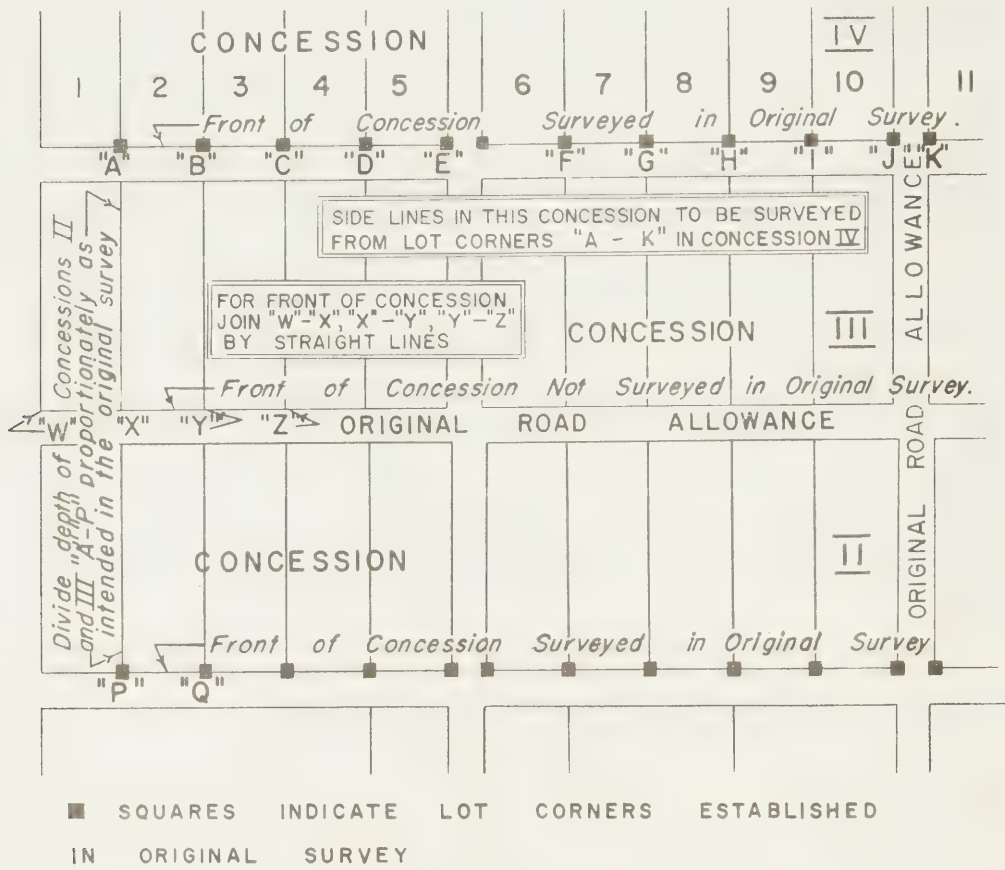 CONCESSION IV
1 2 3 4 5 6 7 8 9 10 11
Front of Concession Surveyed in Original Survey.
"A" "B" "C" "D" "E" "F" "G" "H" "I" "J" "K"
SIDE LINES IN THIS CONCESSION TO BE SURVEYED
FROM LOT CORNERS "A - K" IN CONCESSION IV
FOR FRONT OF CONCESSION
JOIN "W"-"X", "X"-"Y", "Y"-"Z"
BY STRAIGHT LINES
CONCESSION III
Front of Concession Not Surveyed in Original Survey.
"W" "X" "Y" "Z" ORIGINAL ROAD ALLOWANCE
Divide depth of Concessions II
and III "A-P" proportionately as
intended in the original survey
ORIGINAL ROAD ALLOWANCE
CONCESSION II
Front of Concession Surveyed in Original Survey
"P" "Q"
SQUARES INDICATE LOT CORNERS ESTABLISHED
IN ORIGINAL SURVEY